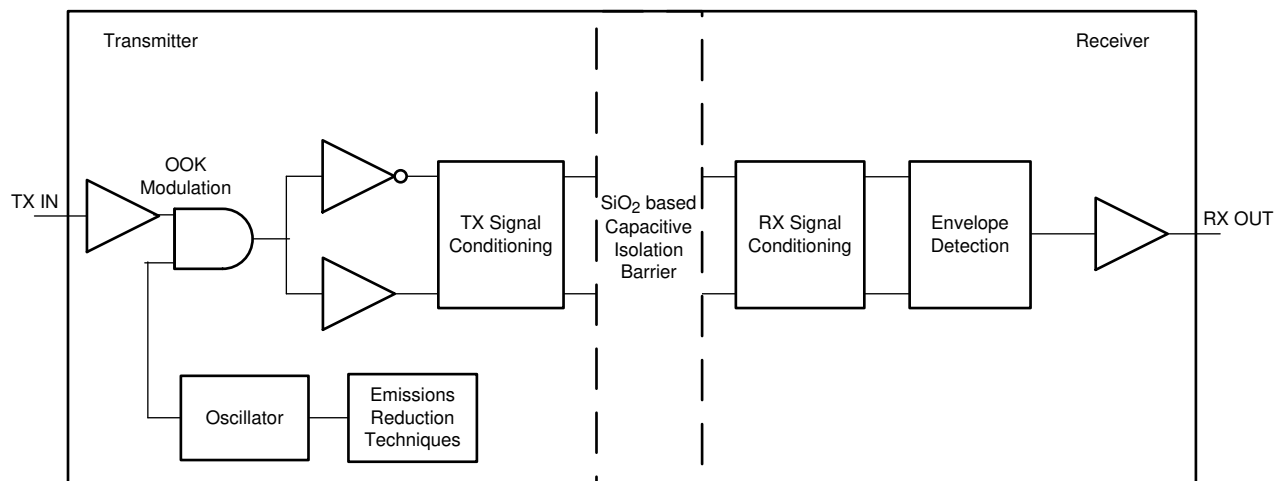 Transmitter
Receiver
OOK
Modulation
TX IN
TX Signal
Conditioning
SiO₂ based
Capacitive
Isolation
Barrier
RX Signal
Conditioning
Envelope
Detection
RX OUT
Oscillator
Emissions
Reduction
Techniques